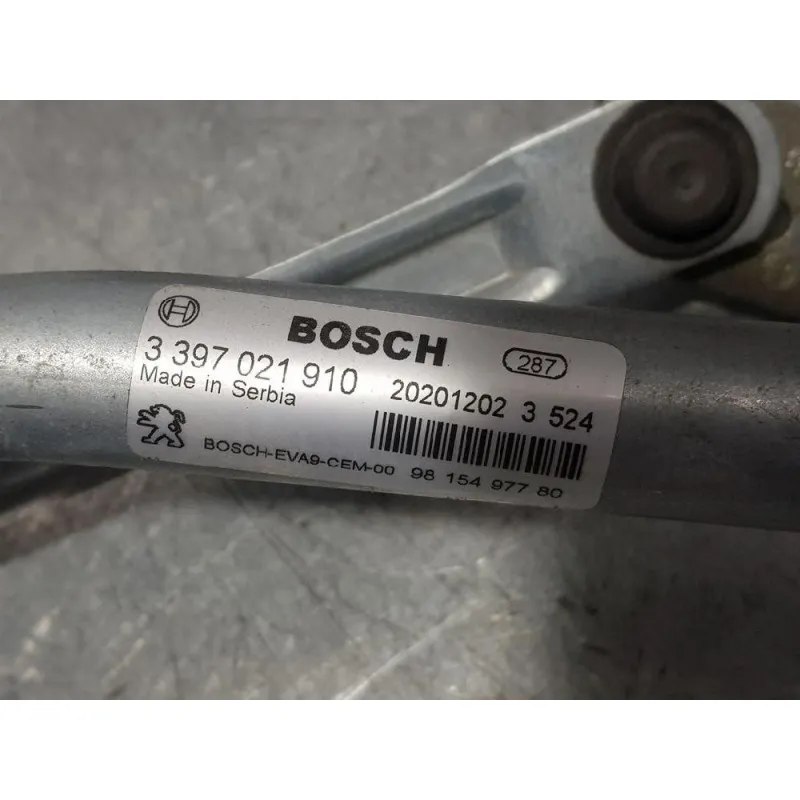 BOSCH
287
3 397 021 910
Made in Serbia
20201202 3 524
BOSCH-EVA9-CEM-00 98 154 977 80